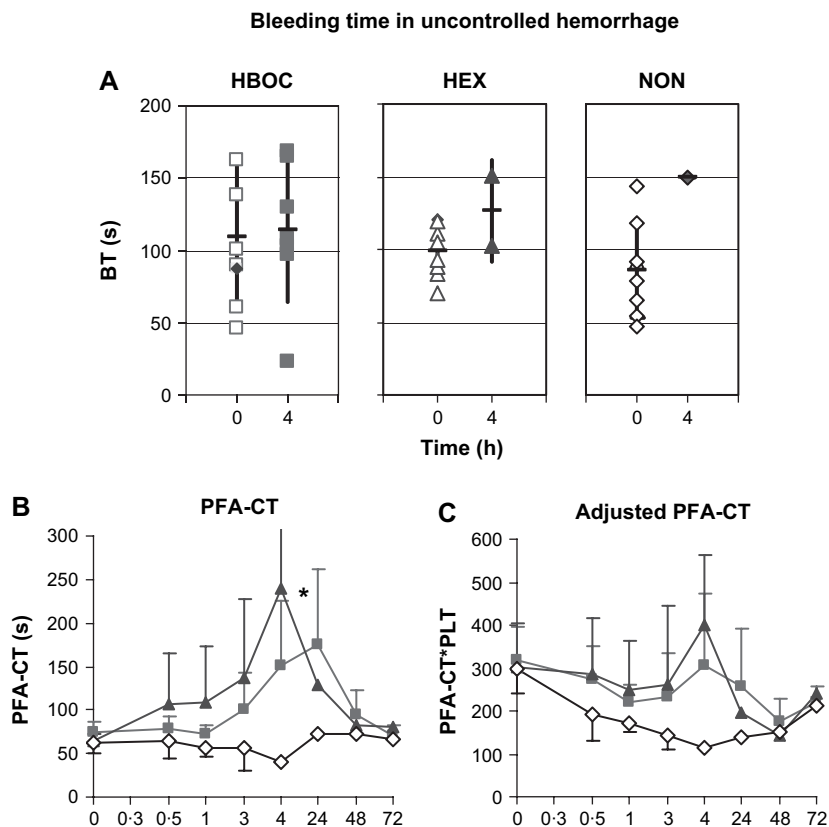 Bleeding time in uncontrolled hemorrhage
A
HBOC HEX NON
200
150
100
50
0
BT (s)
0 4 0 4 0 4
Time (h)
B
PFA-CT
300
250
200
150
100
50
0
PFA-CT (s)
*
0 0·3 0·5 1 3 4 24 48 72
C
Adjusted PFA-CT
600
500
400
300
200
100
0
PFA-CT*PLT
0 0·3 0·5 1 3 4 24 48 72